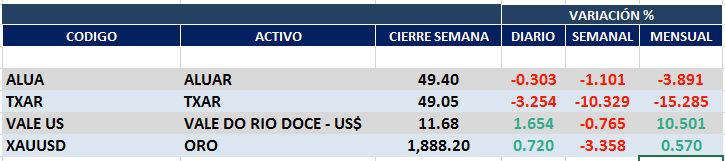 VARIACIÓN %
CODIGO ACTIVO CIERRE SEMANA DIARIO SEMANAL MENSUAL
ALUA ALUAR 49.40 -0.303 -1.101 -3.891
TXAR TXAR 49.05 -3.254 -10.329 -15.285
VALE US VALE DO RIO DOCE - US$ 11.68 1.654 -0.765 10.501
XAUUSD ORO 1,888.20 0.720 -3.358 0.570